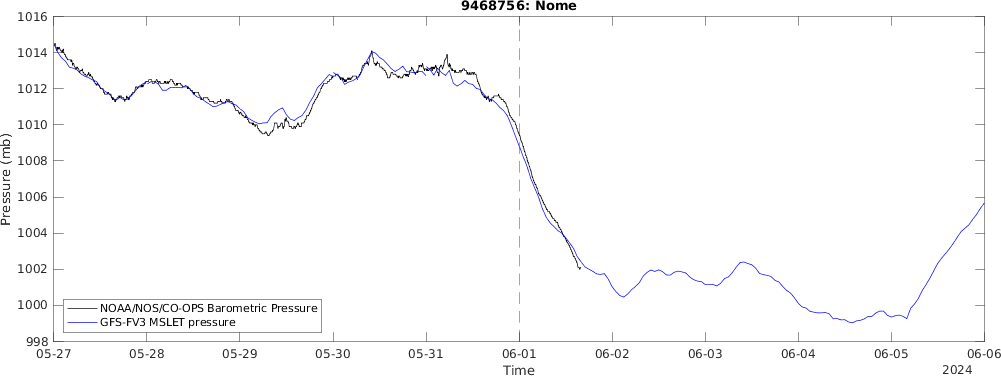 9468756: Nome
1016
1014
1012
1010
1008
1006
1004
1002
1000
998
Pressure (mb)
NOAA/NOS/CO-OPS Barometric Pressure
GFS-FV3 MSLET pressure
05-27 05-28 05-29 05-30 05-31 06-01 06-02 06-03 06-04 06-05 06-06
Time
2024